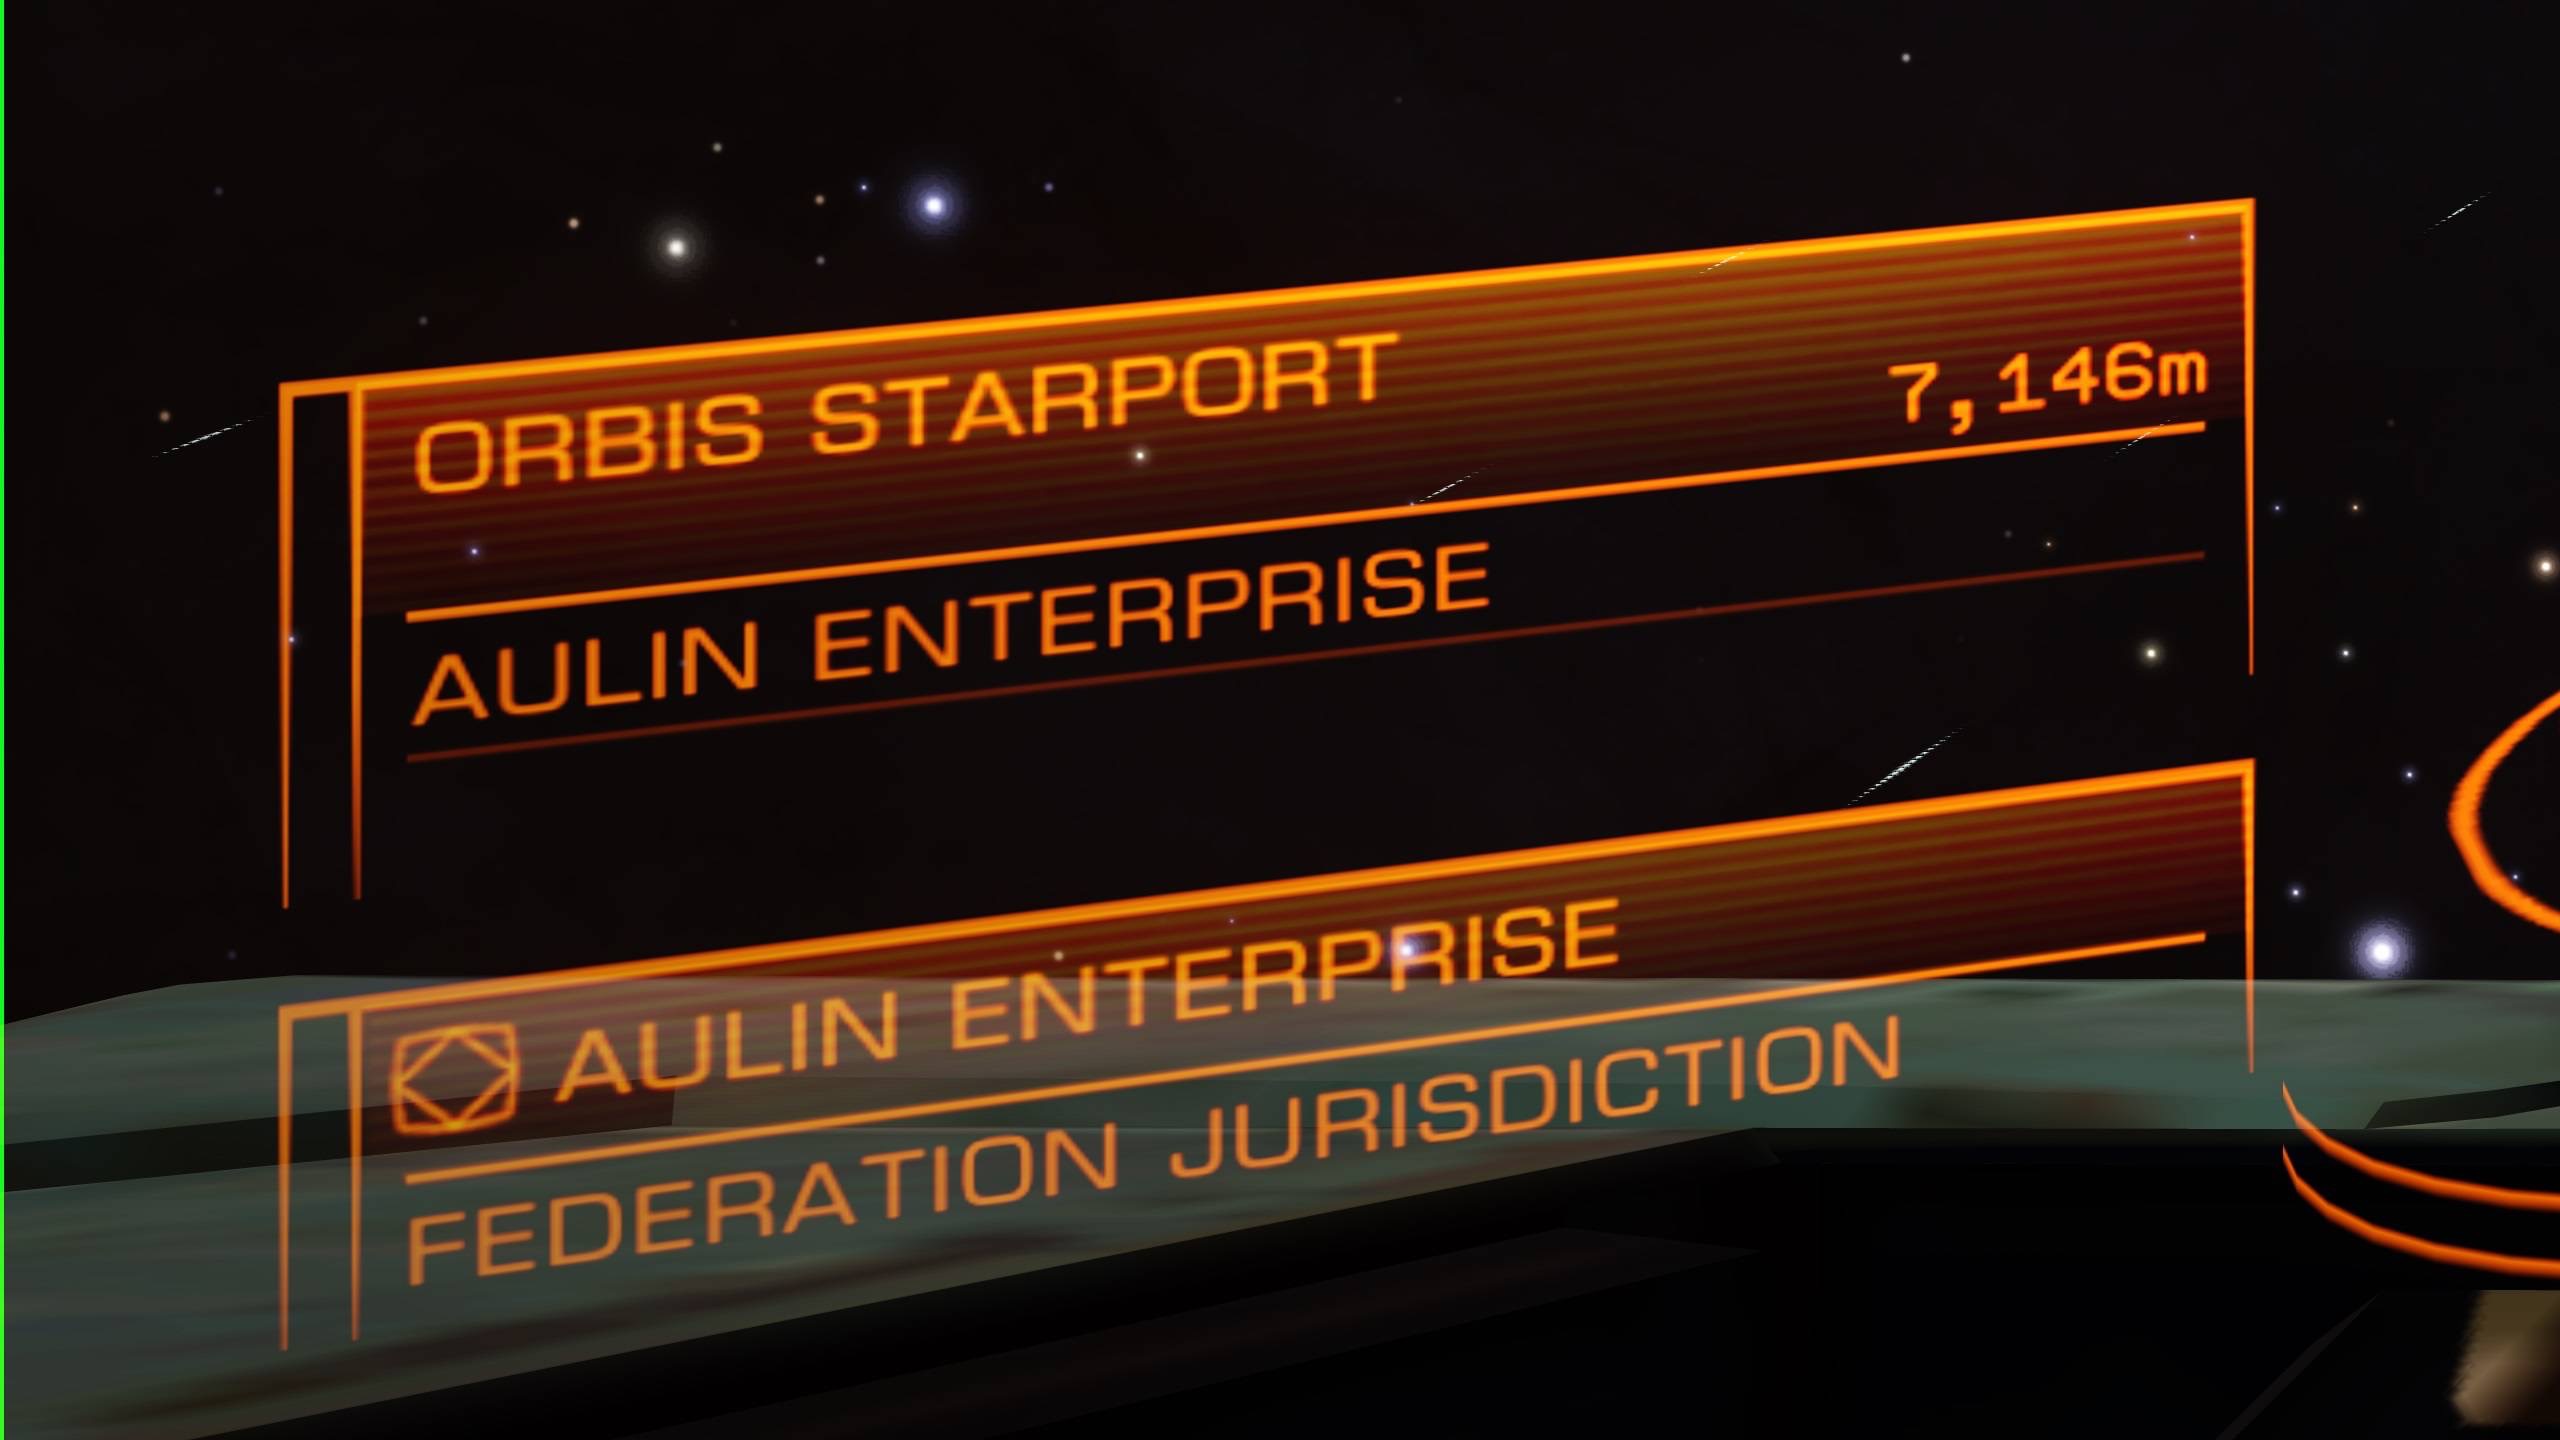 ORBIS STARPORT
7,146m
AULIN ENTERPRISE
AULIN ENTERPRISE
FEDERATION JURISDICTION